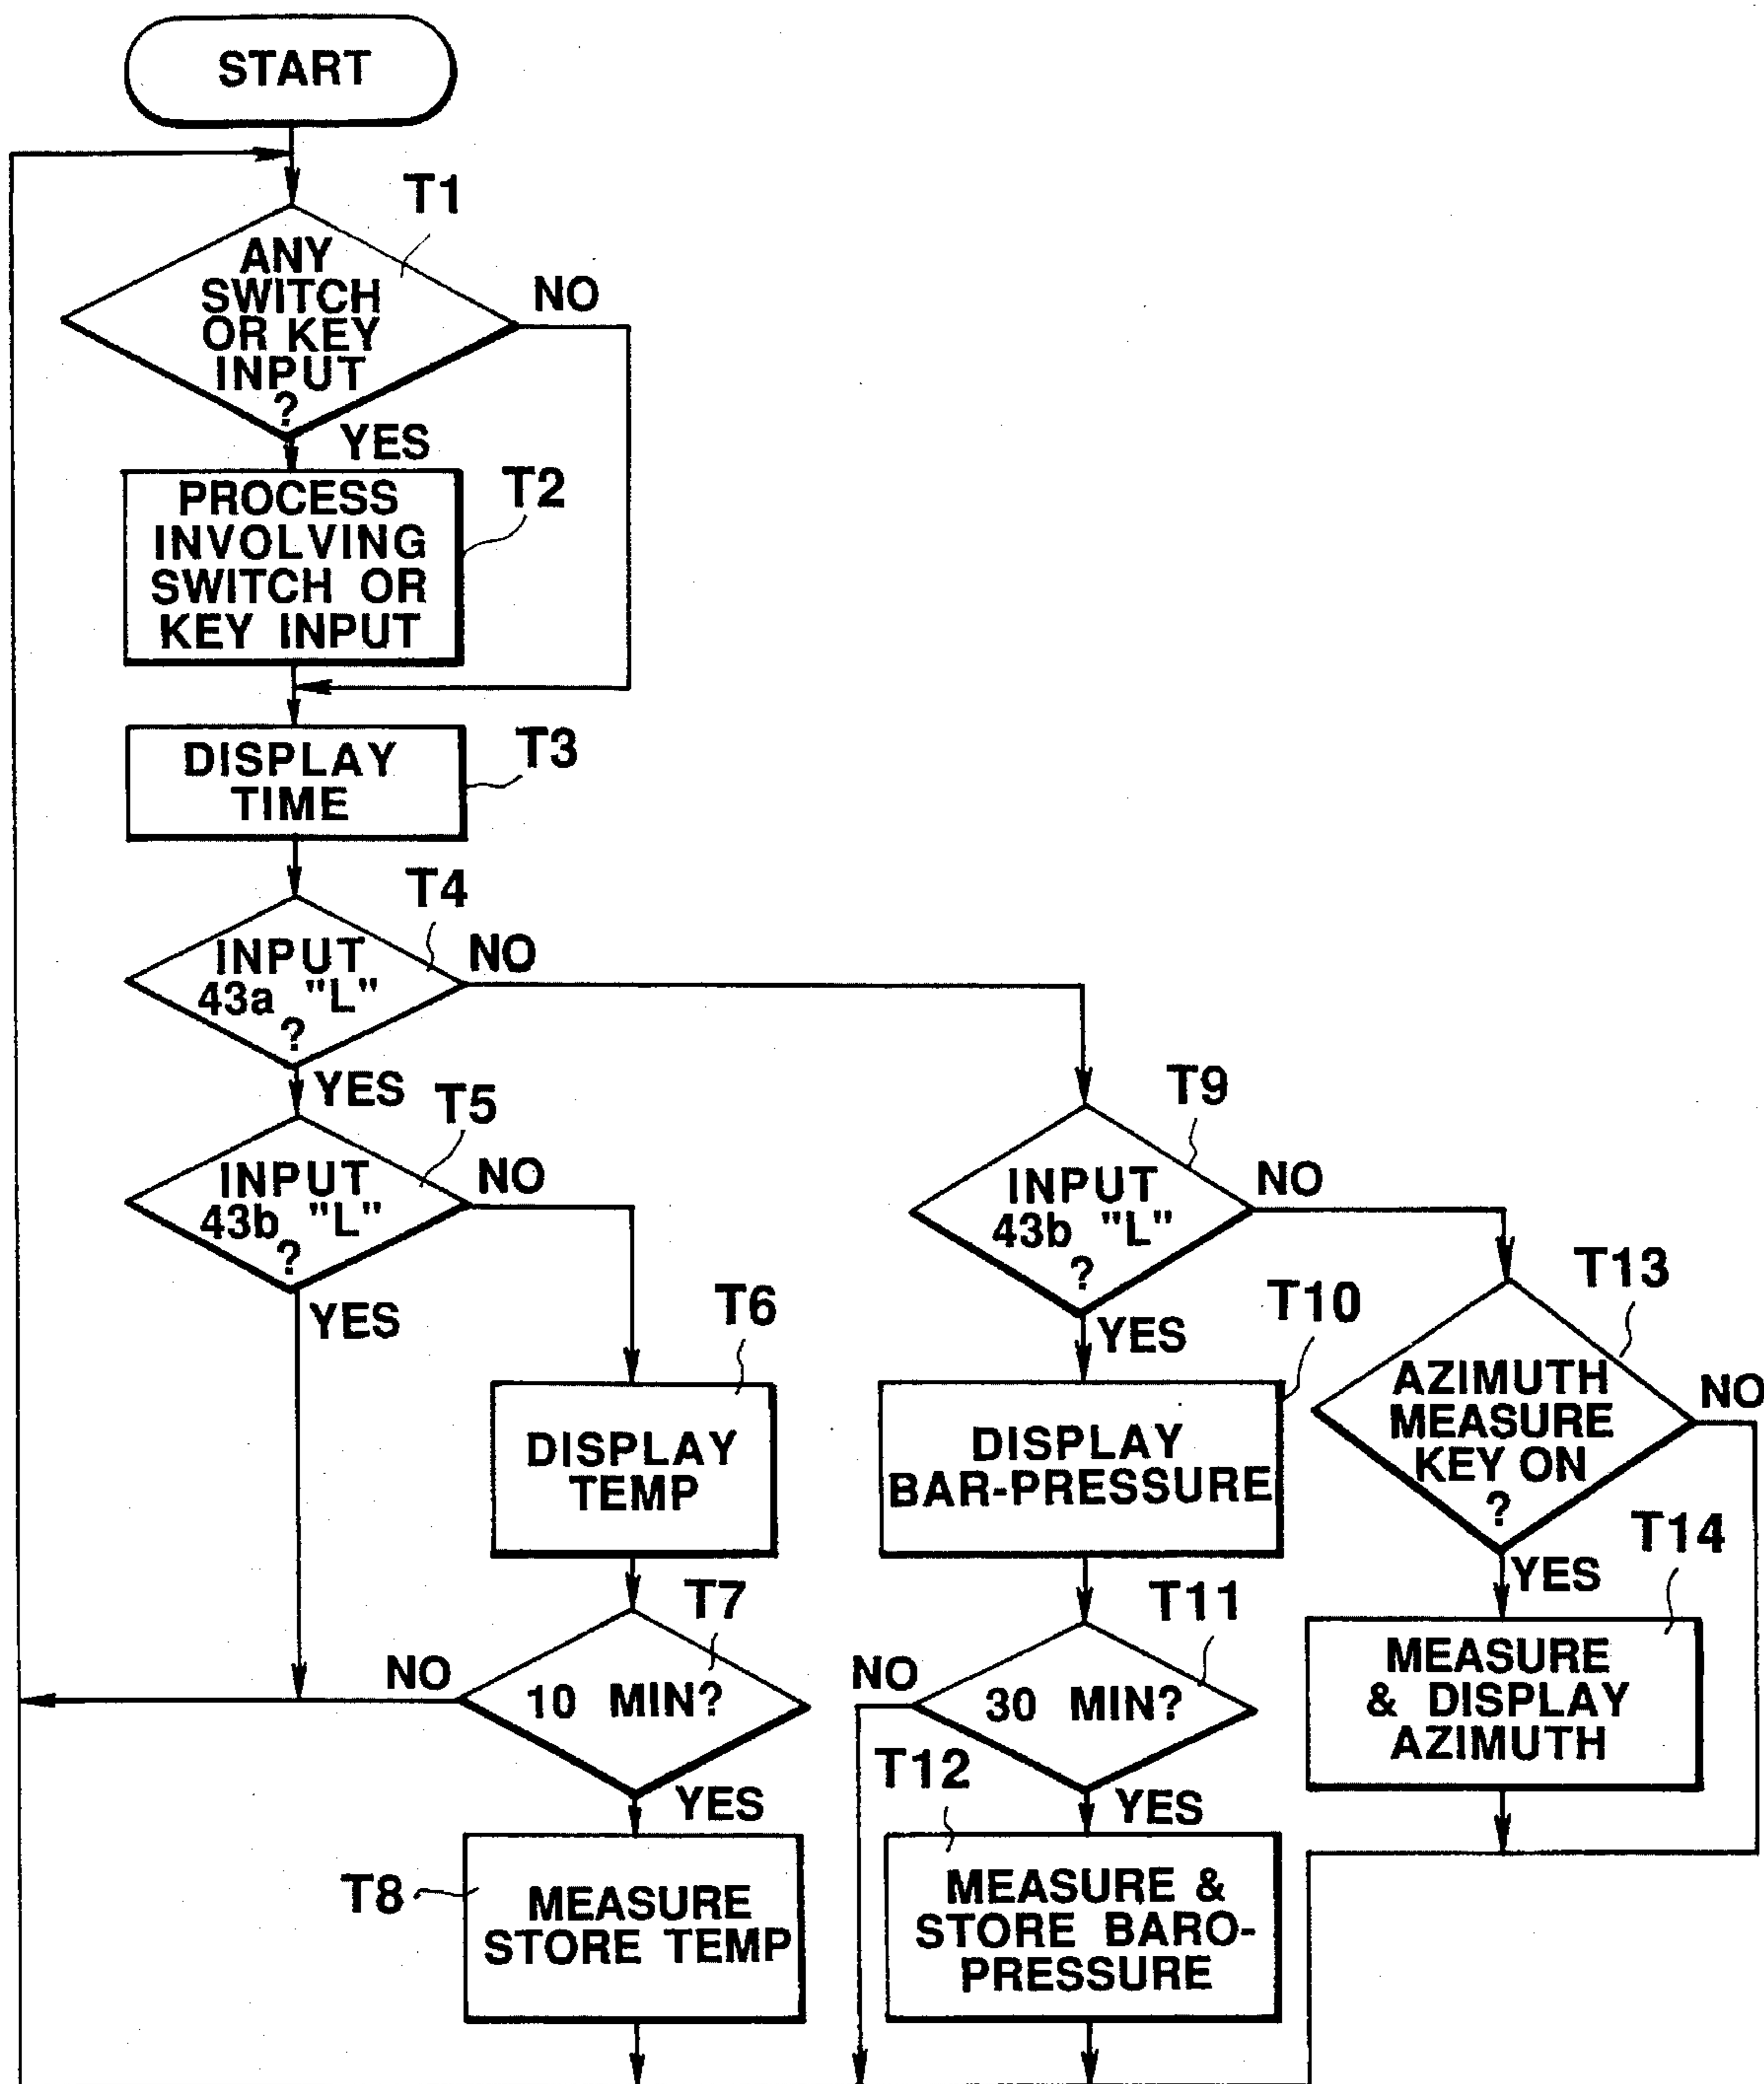 START
T1
ANY
SWITCH
OR KEY
INPUT
?
NO
YES
T2
PROCESS
INVOLVING
SWITCH OR
KEY INPUT
T3
DISPLAY
TIME
T4
INPUT
43a "L"
?
NO
YES
T5
INPUT
43b "L"
?
NO
YES
T6
DISPLAY
TEMP
T7
10 MIN?
NO
YES
T8
MEASURE
STORE TEMP
T9
INPUT
43b "L"
?
NO
YES
T10
DISPLAY
BAR-PRESSURE
T11
30 MIN?
NO
YES
T12
MEASURE &
STORE BARO-
PRESSURE
T13
AZIMUTH
MEASURE
KEY ON
?
NO
YES
T14
MEASURE
& DISPLAY
AZIMUTH